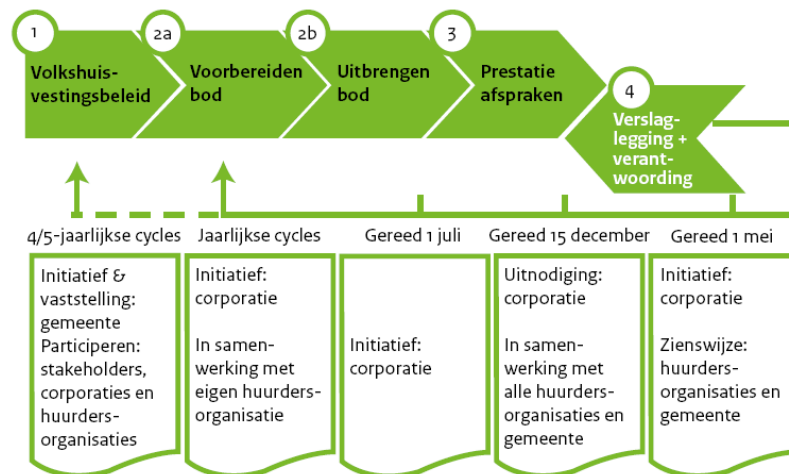 1
Volkshuis-
vestingsbeleid
2a
Voorbereiden
bod
2b
Uitbrengen
bod
3
Prestatie
afspraken
4
Verslag-
legging +
verant-
woording
4/5-jaarlijkse cycles
Jaarlijkse cycles
Gereed 1 juli
Gereed 15 december
Gereed 1 mei
Initiatief &
vaststelling:
gemeente
Participeren:
stakeholders,
corporaties en
huurders-
organisaties
Initiatief:
corporatie
In samen-
werking met
eigen huurders-
organisatie
Initiatief:
corporatie
Uitnodiging:
corporatie
In samen-
werking met
alle huurders-
organisaties en
gemeente
Initiatief:
corporatie
Zienswijze:
huurders-
organisaties en
gemeente